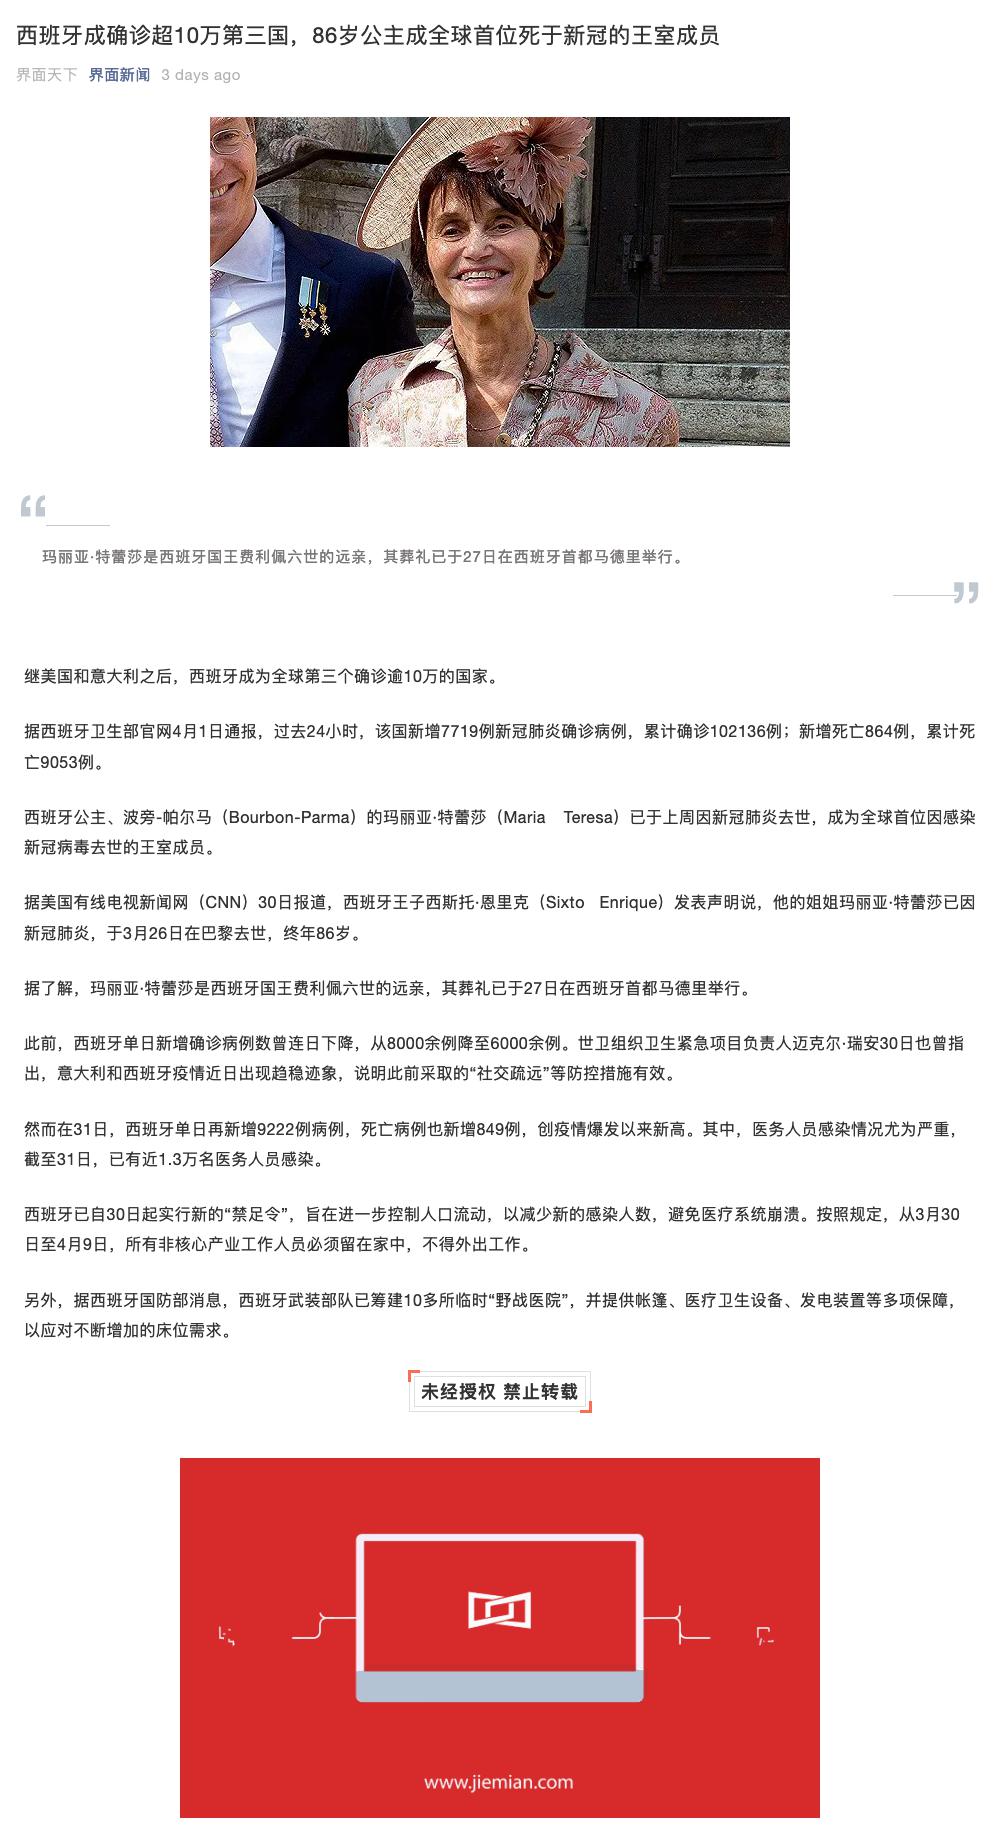 西班牙成确诊超10万第三国，86岁公主成全球首位死于新冠的王室成员
界面天下 界面新闻 3 days ago
“
玛丽亚·特蕾莎是西班牙国王费利佩六世的远亲，其葬礼已于27日在西班牙首都马德里举行。
”
继美国和意大利之后，西班牙成为全球第三个确诊逾10万的国家。
据西班牙卫生部官网4月1日通报，过去24小时，该国新增7719例新冠肺炎确诊病例，累计确诊102136例；新增死亡864例，累计死
亡9053例。
西班牙公主、波旁-帕尔马（Bourbon-Parma）的玛丽亚·特蕾莎（Maria Teresa）已于上周因新冠肺炎去世，成为全球首位因感染
新冠病毒去世的王室成员。
据美国有线电视新闻网（CNN）30日报道，西班牙王子西斯托·恩里克（Sixto Enrique）发表声明说，他的姐姐玛丽亚·特蕾莎已因
新冠肺炎，于3月26日在巴黎去世，终年86岁。
据了解，玛丽亚·特蕾莎是西班牙国王费利佩六世的远亲，其葬礼已于27日在西班牙首都马德里举行。
此前，西班牙单日新增确诊病例数曾连日下降，从8000余例降至6000余例。世卫组织卫生紧急项目负责人迈克尔·瑞安30日也曾指
出，意大利和西班牙疫情近日出现趋稳迹象，说明此前采取的“社交疏远”等防控措施有效。
然而在31日，西班牙单日再新增9222例病例，死亡病例也新增849例，创疫情爆发以来新高。其中，医务人员感染情况尤为严重，
截至31日，已有近1.3万名医务人员感染。
西班牙已自30日起实行新的“禁足令”，旨在进一步控制人口流动，以减少新的感染人数，避免医疗系统崩溃。按照规定，从3月30
日至4月9日，所有非核心产业工作人员必须留在家中，不得外出工作。
另外，据西班牙国防部消息，西班牙武装部队已筹建10多所临时“野战医院”，并提供帐篷、医疗卫生设备、发电装置等多项保障，
以应对不断增加的床位需求。
未经授权 禁止转载
www.jiemian.com